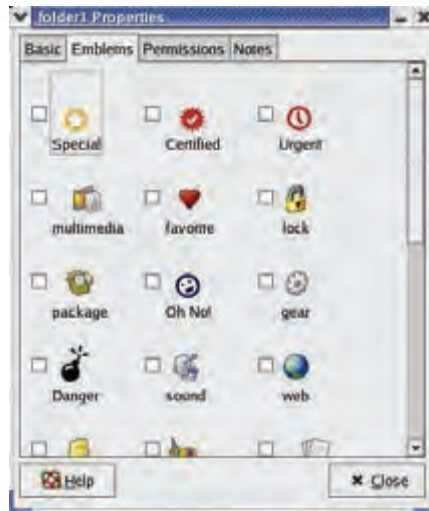 folder1 Properties
Basic Emblems Permissions Notes
Special Certified Urgent
multimedia favorite lock
package Oh No! gear
Danger sound web
Help Close